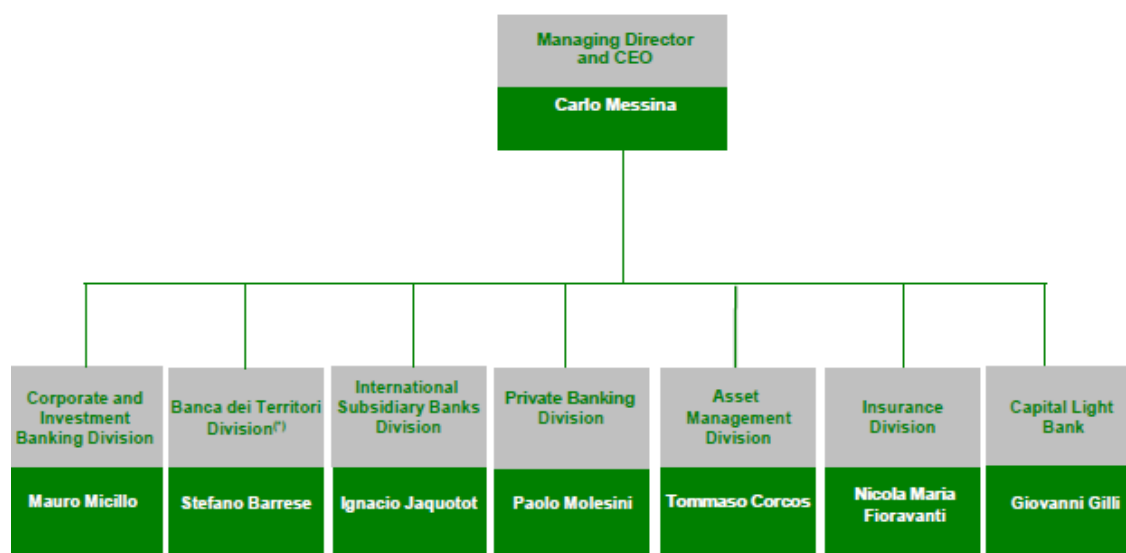 Managing Director
and CEO
Carlo Messina
Corporate and
Investment
Banking Division
Mauro Micillo
Banca dei Territori
Division(*)
Stefano Barrese
International
Subsidiary Banks
Division
Ignacio Jaquotot
Private Banking
Division
Paolo Molesini
Asset
Management
Division
Tommaso Corcos
Insurance
Division
Nicola Maria
Fioravanti
Capital Light
Bank
Giovanni Gilli